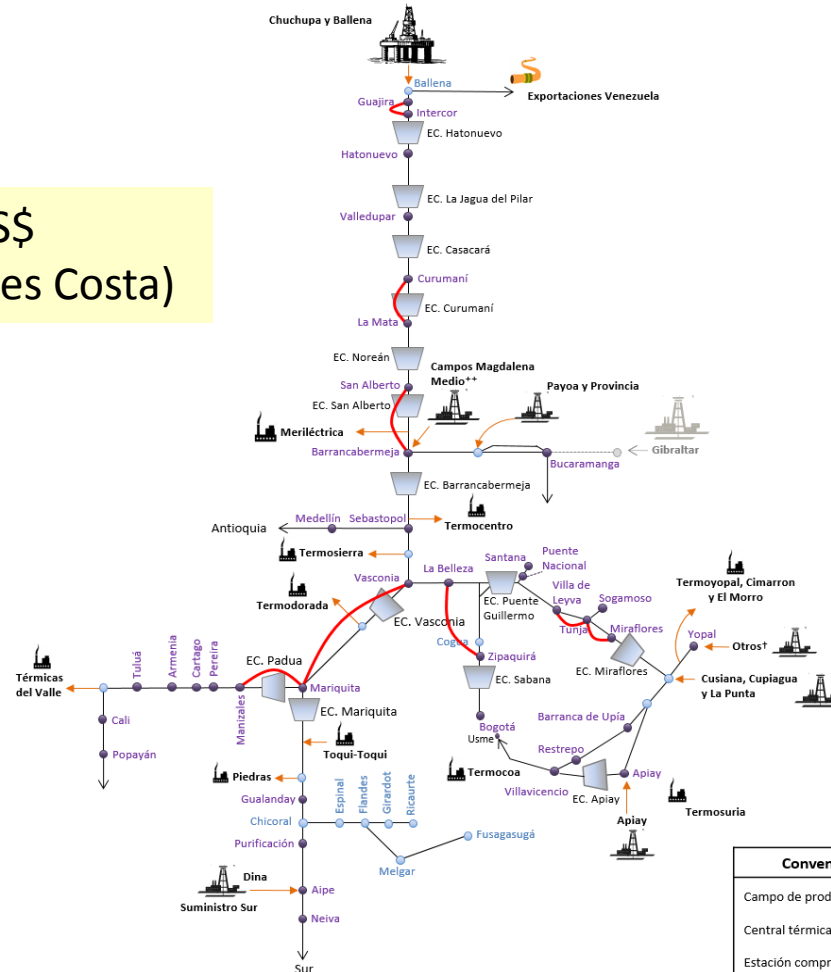 Chuchupa y Ballena
Ballena
Exportaciones Venezuela
Guajira
Intercor
EC. Hatonuevo
Hatonuevo
S$
es Costa)
EC. La Jagua del Pilar
Valledupar
EC. Casacará
Curumaní
EC. Curumaní
La Mata
EC. Noreán
Campos Magdalena
Medio⁺⁺
Payoa y Provincia
San Alberto
EC. San Alberto
Meriléctrica
Gibraltar
Barrancabermeja
Bucaramanga
EC. Barrancabermeja
Medellín
Sebastopol
Antioquia
Termocentro
Termosierra
Santana
Puente
Nacional
Vasconia
La Belleza
Villa de
Leyva
Sogamoso
Termoyopal, Cimarron
y El Morro
Termodorada
EC. Vasconia
EC. Puente
Guillermo
Tunja
Miraflores
Yopal
Otros†
Cogua
Zipaquirá
EC. Miraflores
Cusiana, Cupiagua
y La Punta
Térmicas
del Valle
Tuluá
Armenia
Cartago
Pereira
EC. Padua
Manizales
Mariquita
EC. Sabana
EC. Mariquita
Cali
Popayán
Bogotá
Usme
Barranca de Upía
Toqui-Toqui
Restrepo
Piedras
Termocoa
Villavicencio
EC. Apiay
Apiay
Termosuria
Gualanday
Espinal
Flandes
Girardot
Ricaurte
Chicoral
Apiay
Fusagasugá
Purificación
Melgar
Dina
Suministro Sur
Aipe
Neiva
Sur
Conven
Campo de prod
Central térmica
Estación compr